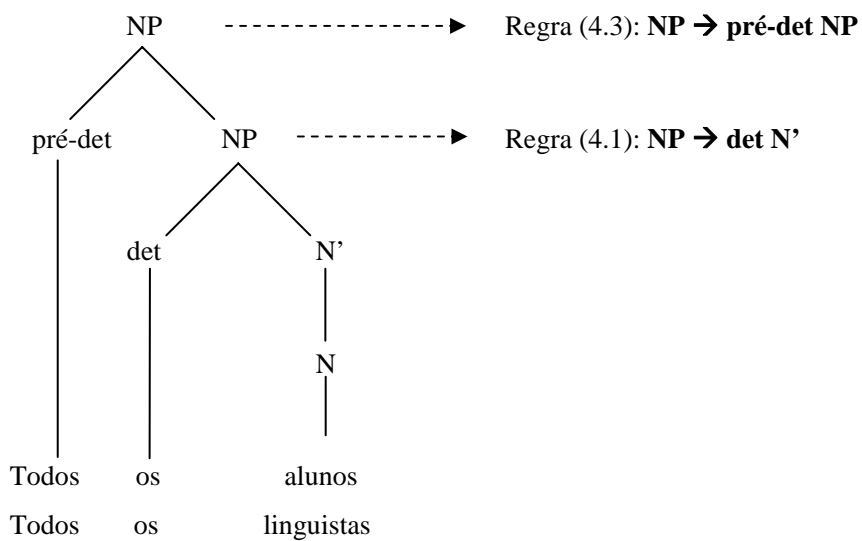 NP Regra (4.3): NP → pré-det NP
pré-det NP Regra (4.1): NP → det N’
det N’
N
Todos os alunos
Todos os linguistas